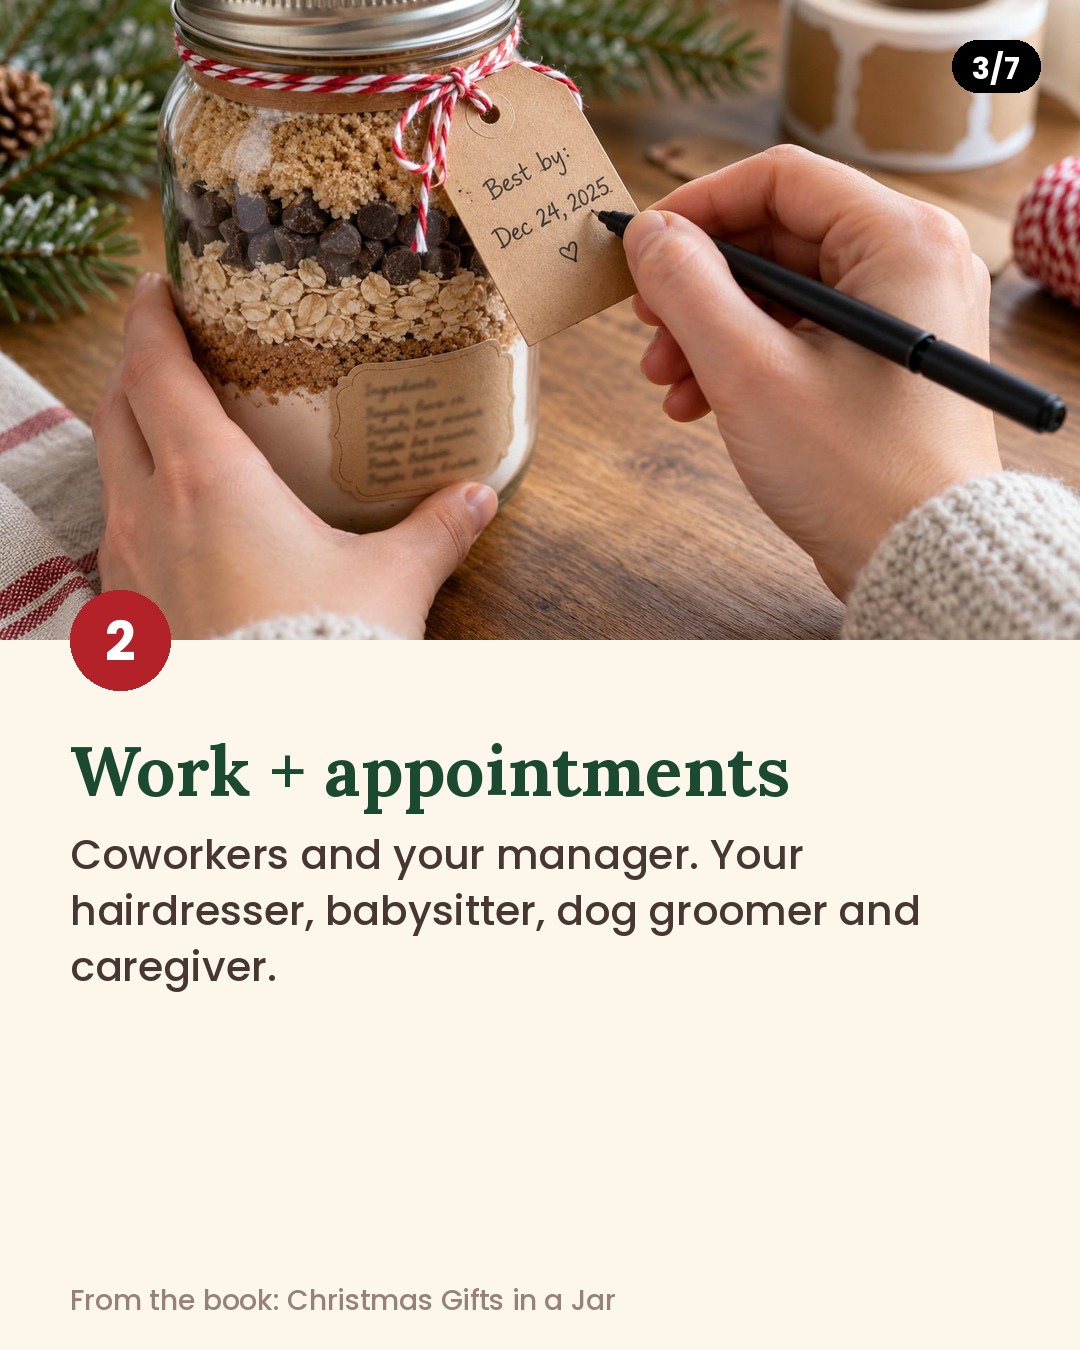 3/7
Best by:
Dec 24, 2025.
Ingredients
2
Work + appointments
Coworkers and your manager. Your
hairdresser, babysitter, dog groomer and
caregiver.
From the book: Christmas Gifts in a Jar